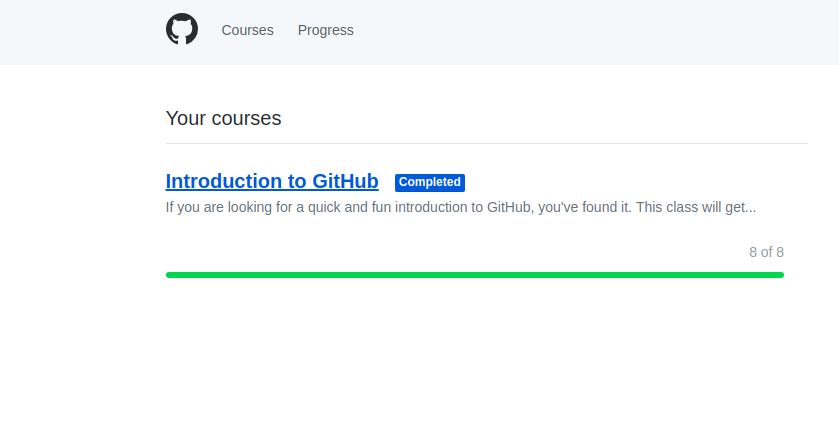 Courses Progress
Your courses
Introduction to GitHub Completed
If you are looking for a quick and fun introduction to GitHub, you've found it. This class will get...
8 of 8